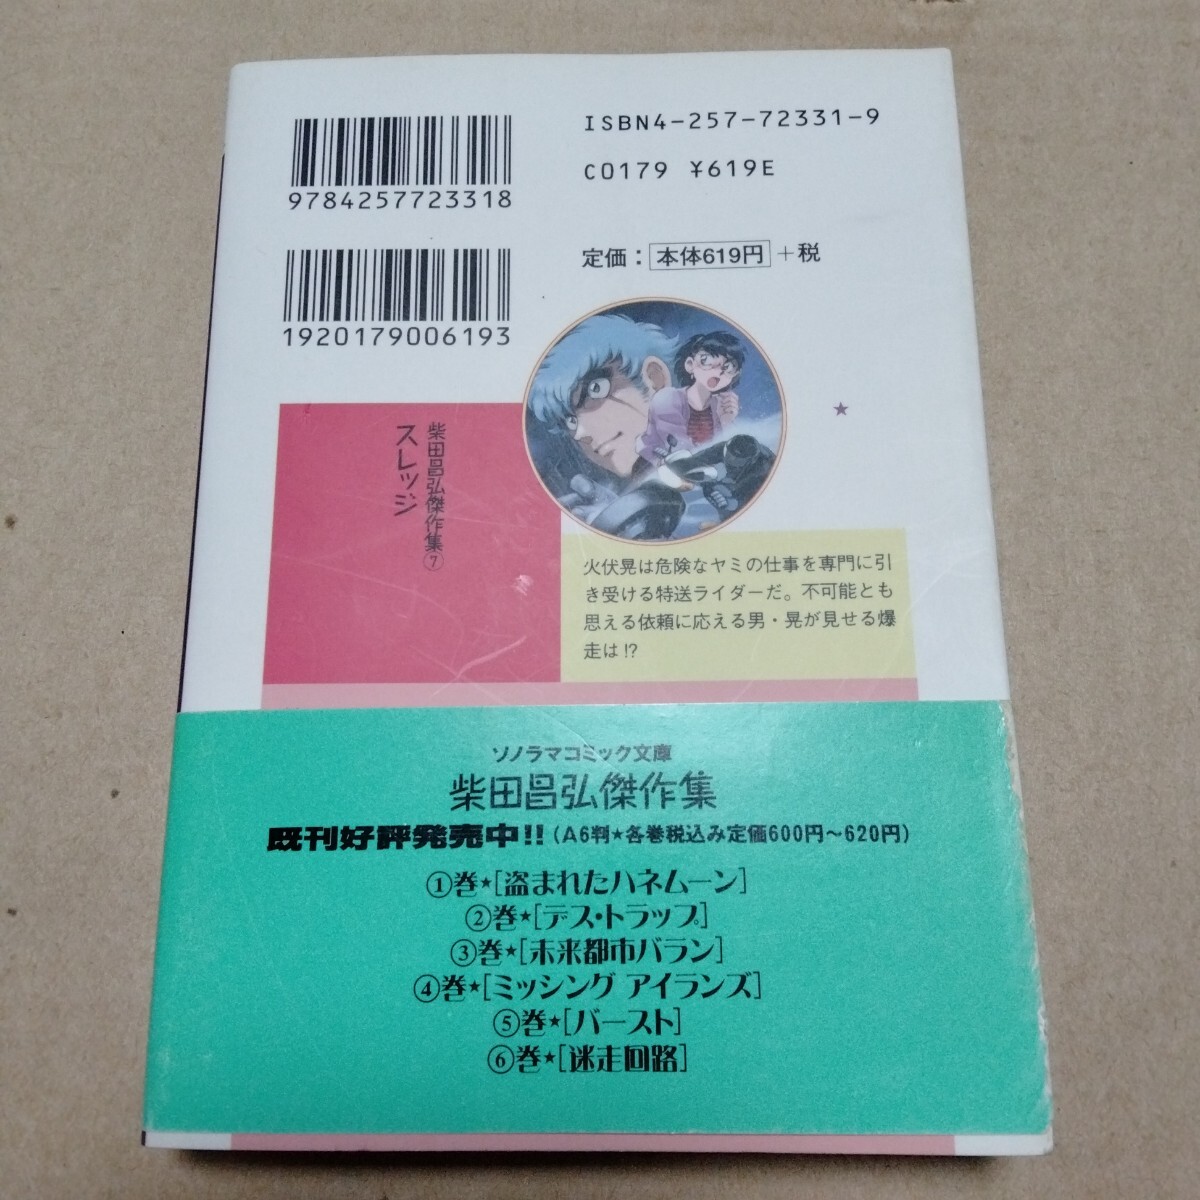 9784257723318
ISBN4-257-72331-9
C0179 ¥619E
1920179006193
定価：本体619円+税
柴田昌弘傑作集⑦
スレッジ
火伏晃は危険なヤミの仕事を専門に引
き受ける特送ライダーだ。不可能とも
思える依頼に応える男・晃が見せる爆
走は!?
ソノラマコミック文庫
柴田昌弘傑作集
既刊好評発売中!!(A6判★各巻税込み定価600円〜620円)
①巻★[盗まれたハネムーン]
②巻★[デス・トラップ]
③巻★[未来都市バラン]
④巻★[ミッシング アイランズ]
⑤巻★[バースト]
⑥巻★[迷走回路]